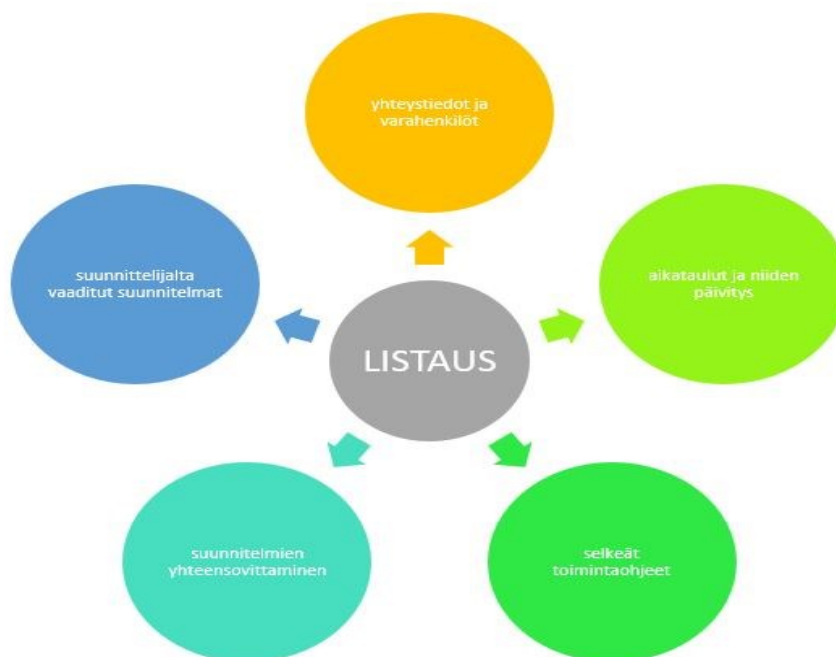 yhteystiedot ja
varahenkilöt
suunnittelijalta
vaaditut suunnitelmat
aikataulut ja niiden
päivitys
LISTAUS
suunnitelmien
yhteensovittaminen
selkeät
toimintaohjeet